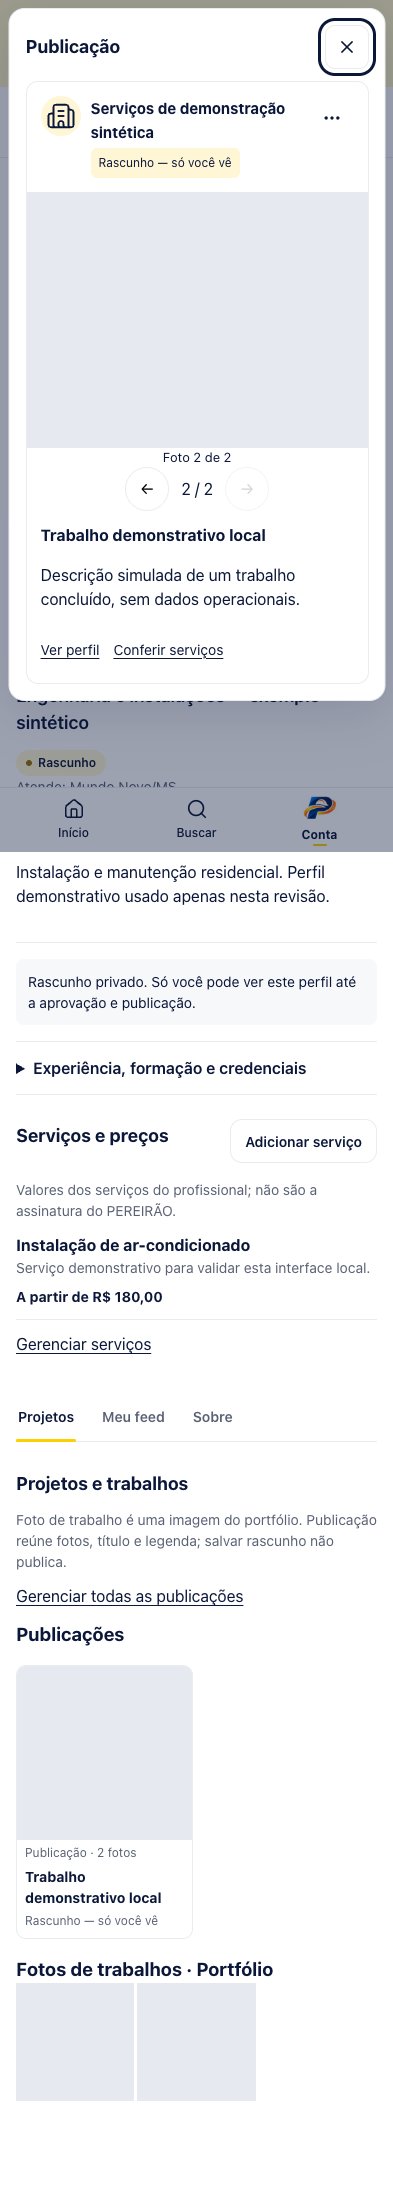 Publicação
Serviços de demonstração
sintética
Rascunho — só você vê
Foto 2 de 2
2 / 2
Trabalho demonstrativo local
Descrição simulada de um trabalho
concluído, sem dados operacionais.
Ver perfil Conferir serviços
sintético
Rascunho
Atende: Mundo Novo/MS
Início Buscar Conta
Instalação e manutenção residencial. Perfil
demonstrativo usado apenas nesta revisão.
Rascunho privado. Só você pode ver este perfil até
a aprovação e publicação.
Experiência, formação e credenciais
Serviços e preços
Adicionar serviço
Valores dos serviços do profissional; não são a
assinatura do PEREIRÃO.
Instalação de ar-condicionado
Serviço demonstrativo para validar esta interface local.
A partir de R$ 180,00
Gerenciar serviços
Projetos Meu feed Sobre
Projetos e trabalhos
Foto de trabalho é uma imagem do portfólio. Publicação
reúne fotos, título e legenda; salvar rascunho não
publica.
Gerenciar todas as publicações
Publicações
Publicação · 2 fotos
Trabalho
demonstrativo local
Rascunho — só você vê
Fotos de trabalhos · Portfólio